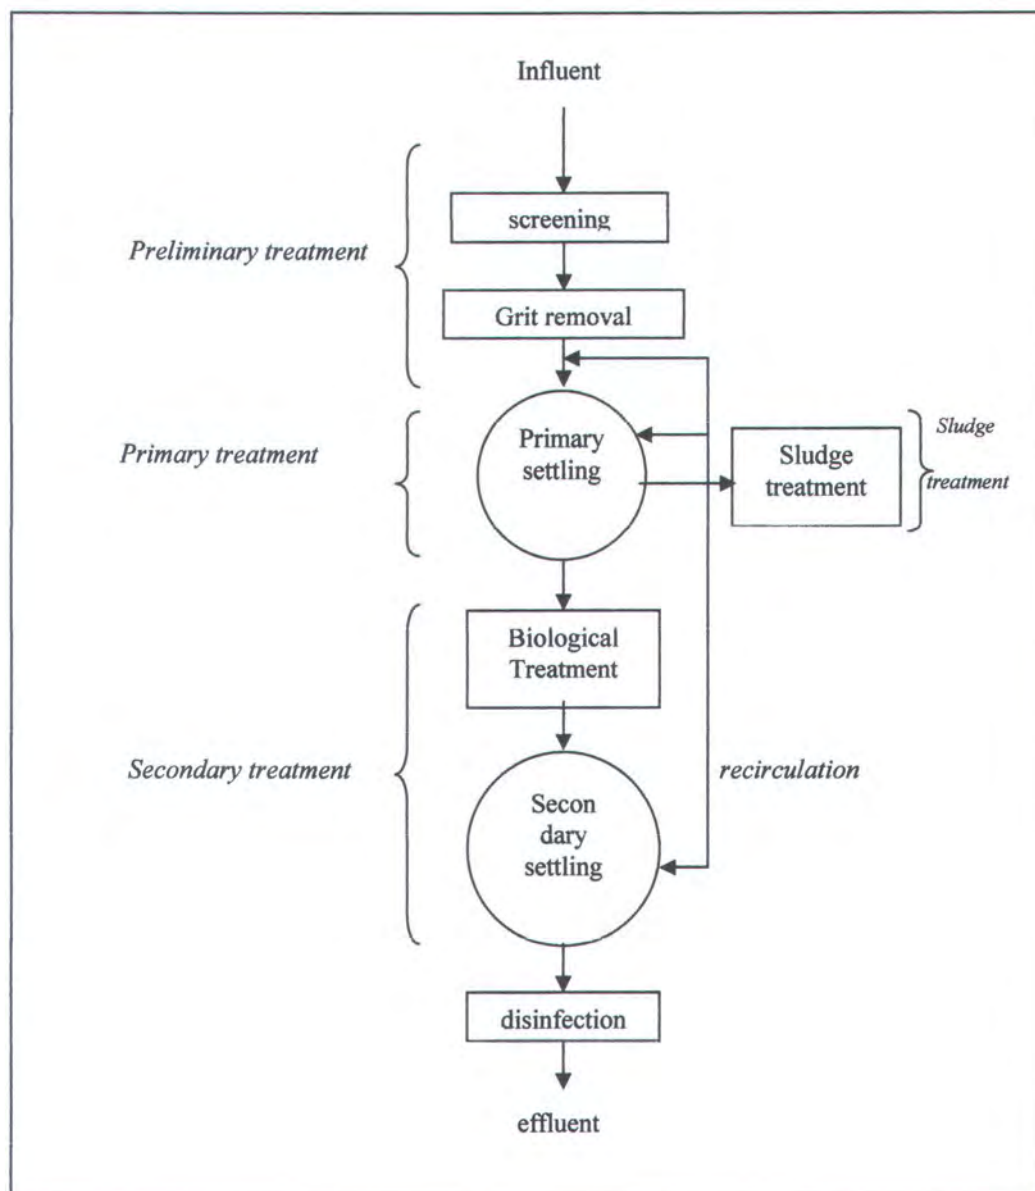 Influent
screening
Preliminary treatment
Grit removal
Primary treatment
Primary
settling
Sludge
treatment
Sludge
treatment
Biological
Treatment
Secondary treatment
recirculation
Secon
dary
settling
disinfection
effluent